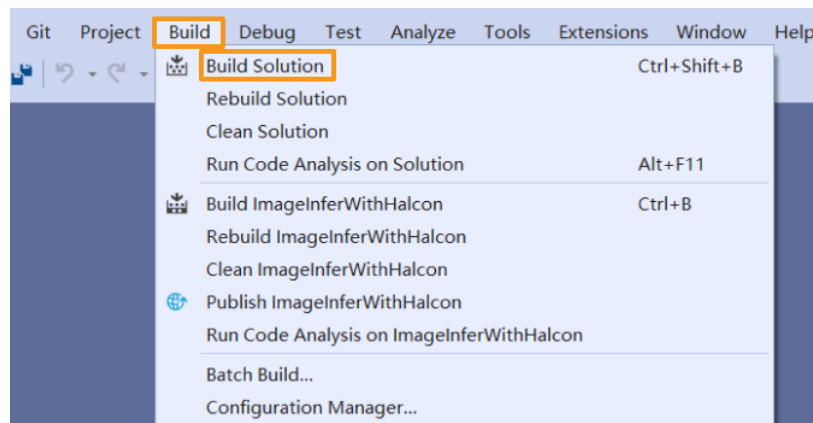 Git Project Build Debug Test Analyze Tools Extensions Window Help
Build Solution Ctrl+Shift+B
Rebuild Solution
Clean Solution
Run Code Analysis on Solution Alt+F11
Build ImageInferWithHalcon Ctrl+B
Rebuild ImageInferWithHalcon
Clean ImageInferWithHalcon
Publish ImageInferWithHalcon
Run Code Analysis on ImageInferWithHalcon
Batch Build...
Configuration Manager...